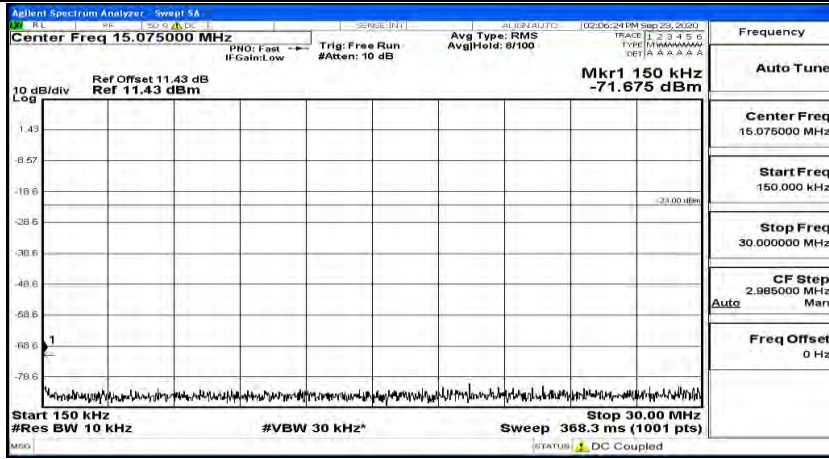 Agilent Spectrum Analyzer - Swept SA
RL RF 50 Ω DC SENSE:INT ALIGN AUTO 02:06:24 PM Sep 23, 2020
Center Freq 15.075000 MHz
PNO: Fast
IFGain:Low
Trig: Free Run
#Atten: 10 dB
Avg Type: RMS
Avg|Hold: 8/100
TRACE 1 2 3 4 5 6
TYPE M W W W W W
DET A A A A A A
Ref Offset 11.43 dB
Ref 11.43 dBm
10 dB/div
Log
Mkr1 150 kHz
-71.675 dBm
1.43
-8.57
-18.6
-23.00 dBm
-28.6
-38.6
-48.6
-58.6
-68.6
1
-78.6
Start 150 kHz
#Res BW 10 kHz
#VBW 30 kHz*
Stop 30.00 MHz
Sweep 368.3 ms (1001 pts)
MSG
STATUS DC Coupled
Frequency
Auto Tune
Center Freq
15.075000 MHz
Start Freq
150.000 kHz
Stop Freq
30.000000 MHz
CF Step
2.985000 MHz
Auto Man
Freq Offset
0 Hz